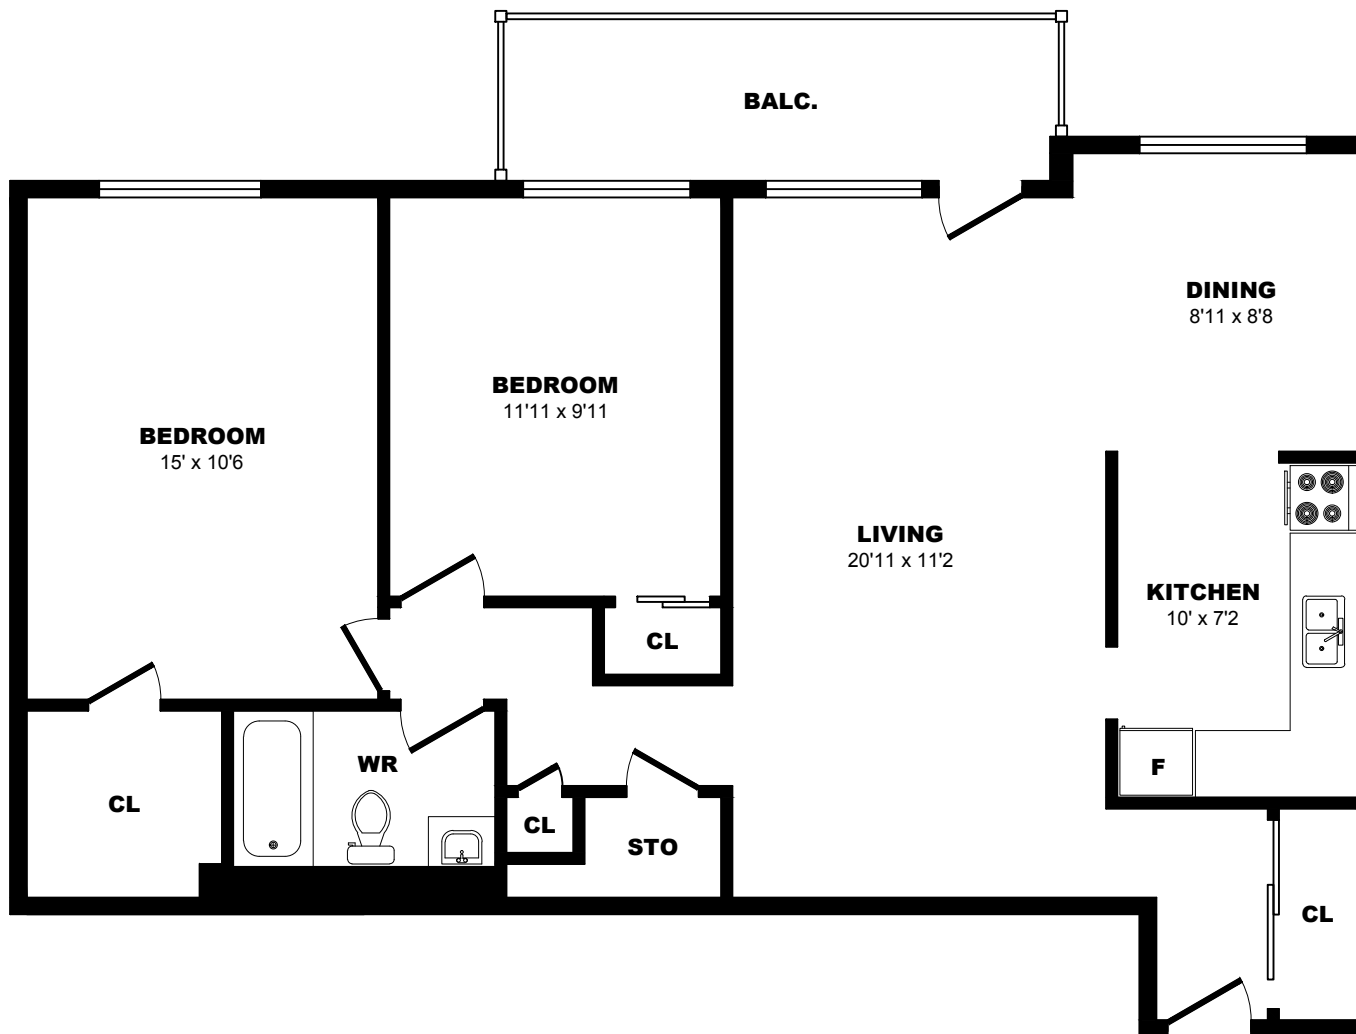 BALC.
DINING
8'11 x 8'8
BEDROOM
11'11 x 9'11
BEDROOM
15' x 10'6
LIVING
20'11 x 11'2
KITCHEN
10' x 7'2
CL
WR
F
CL
CL
STO
CL